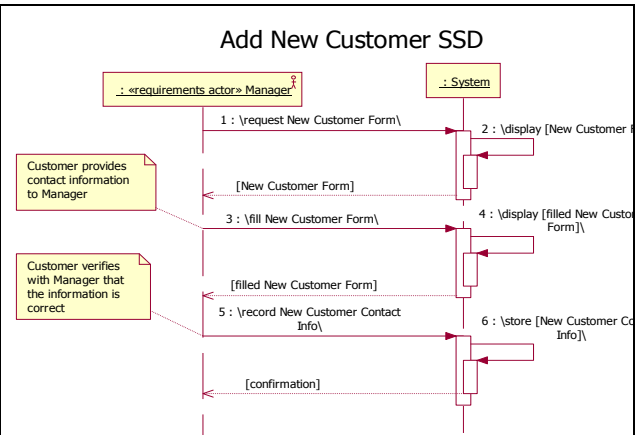 Add New Customer SSD
: «requirements actor» Manager
: System
1 : \request New Customer Form\
2 : \display [New Customer
Customer provides
contact information
to Manager
[New Customer Form]
3 : \fill New Customer Form\
4 : \display [filled New
Form]\
Customer verifies
with Manager that
the information is
correct
[filled New Customer Form]
5 : \record New Customer Contact
Info\
6 : \store [New Customer
Info]\
[confirmation]